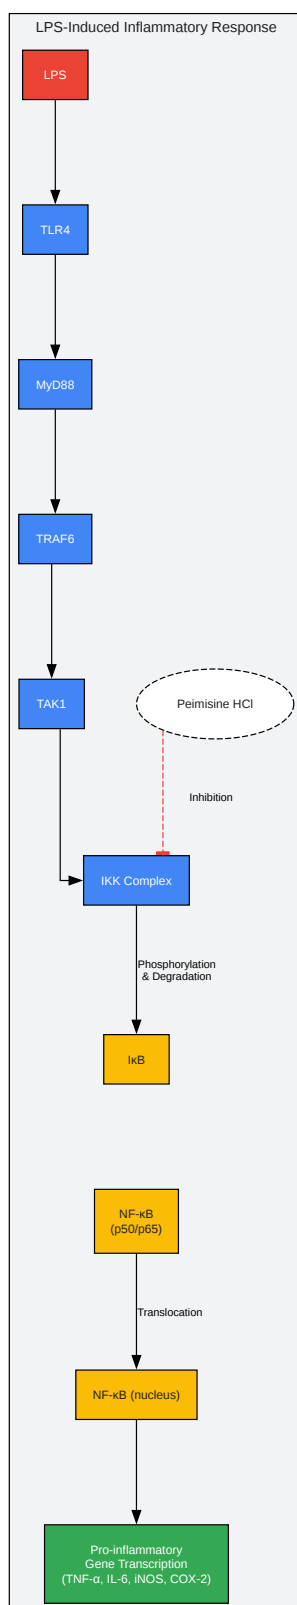 LPS-Induced Inflammatory Response
LPS
TLR4
MyD88
TRAF6
TAK1
Peimisine HCl
Inhibition
IKK Complex
Phosphorylation
& Degradation
IκB
NF-κB
(p50/p65)
Translocation
NF-κB (nucleus)
Pro-inflammatory
Gene Transcription
(TNF-α, IL-6, iNOS, COX-2)